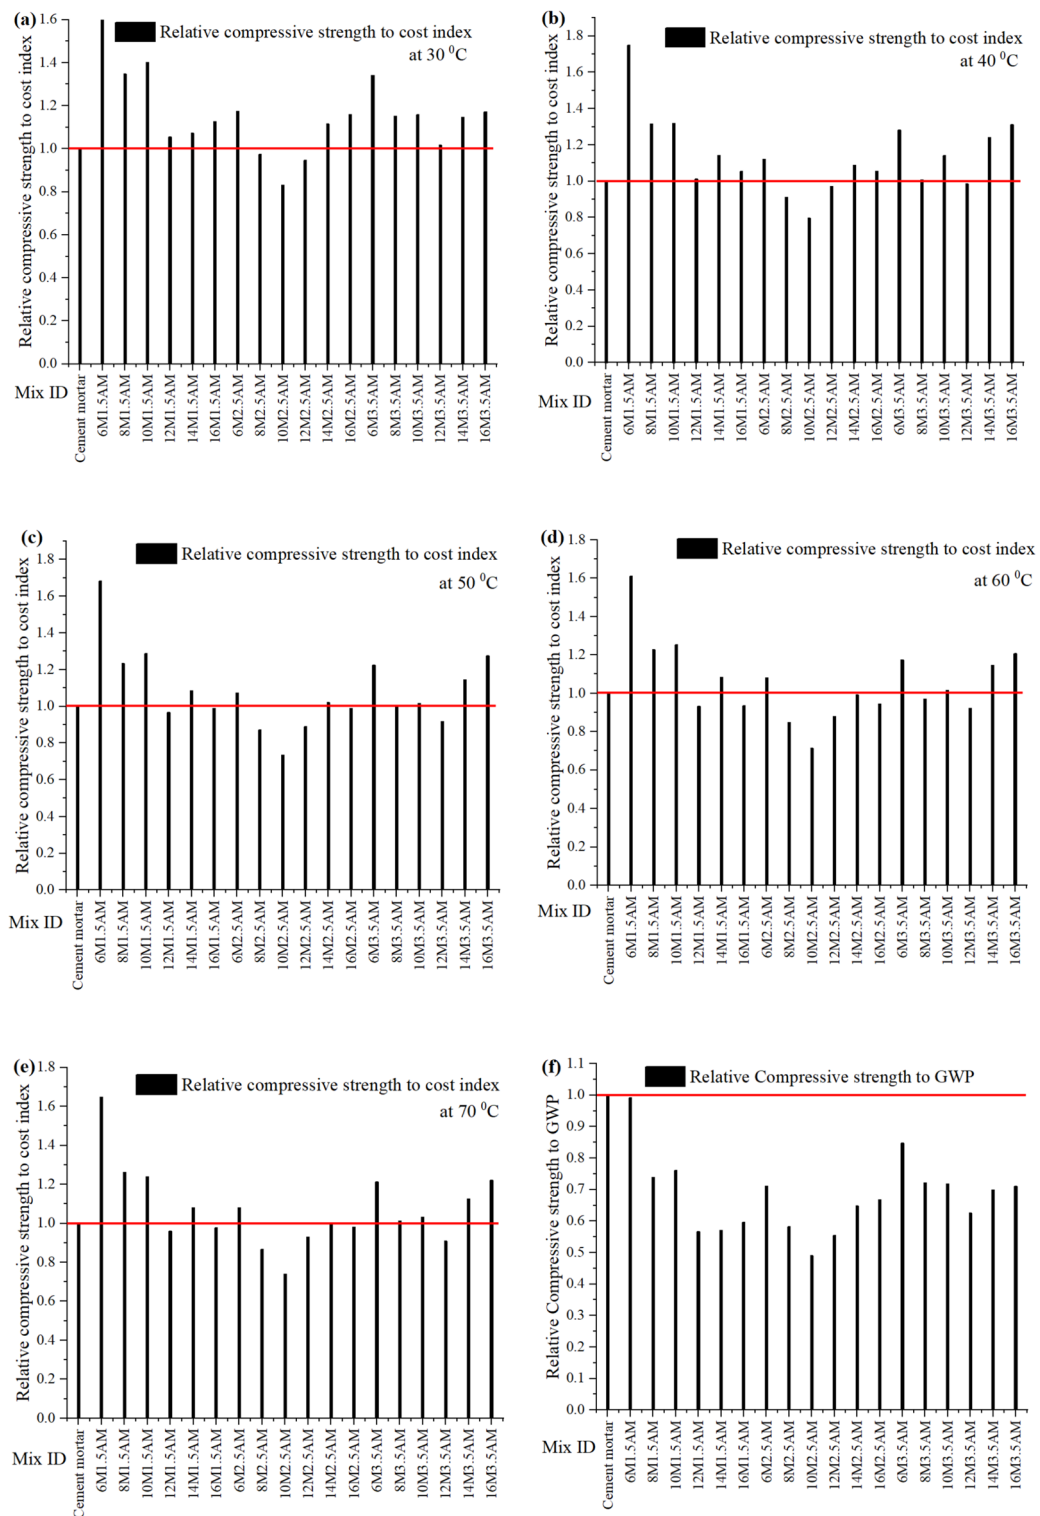 (a)
Relative compressive strength to cost index
at 30 ⁰C
Relative compressive strength to cost index
1.6
1.4
1.2
1.0
0.8
0.6
0.4
0.2
0.0
Mix ID
Cement mortar
6M1.5AM
8M1.5AM
10M1.5AM
12M1.5AM
14M1.5AM
16M1.5AM
6M2.5AM
8M2.5AM
10M2.5AM
12M2.5AM
14M2.5AM
16M2.5AM
6M3.5AM
8M3.5AM
10M3.5AM
12M3.5AM
14M3.5AM
16M3.5AM
(b)
Relative compressive strength to cost index
at 40 ⁰C
Relative compressive strength to cost index
1.8
1.6
1.4
1.2
1.0
0.8
0.6
0.4
0.2
0.0
Mix ID
Cement mortar
6M1.5AM
8M1.5AM
10M1.5AM
12M1.5AM
14M1.5AM
16M1.5AM
6M2.5AM
8M2.5AM
10M2.5AM
12M2.5AM
14M2.5AM
16M2.5AM
6M3.5AM
8M3.5AM
10M3.5AM
12M3.5AM
14M3.5AM
16M3.5AM
(c)
Relative compressive strength to cost index
at 50 ⁰C
Relative compressive strength to cost index
1.8
1.6
1.4
1.2
1.0
0.8
0.6
0.4
0.2
0.0
Mix ID
Cement mortar
6M1.5AM
8M1.5AM
10M1.5AM
12M1.5AM
14M1.5AM
16M1.5AM
6M2.5AM
8M2.5AM
10M2.5AM
12M2.5AM
14M2.5AM
16M2.5AM
6M3.5AM
8M3.5AM
10M3.5AM
12M3.5AM
14M3.5AM
16M3.5AM
(d)
Relative compressive strength to cost index
at 60 ⁰C
Relative compressive strength to cost index
1.8
1.6
1.4
1.2
1.0
0.8
0.6
0.4
0.2
0.0
Mix ID
Cement mortar
6M1.5AM
8M1.5AM
10M1.5AM
12M1.5AM
14M1.5AM
16M1.5AM
6M2.5AM
8M2.5AM
10M2.5AM
12M2.5AM
14M2.5AM
16M2.5AM
6M3.5AM
8M3.5AM
10M3.5AM
12M3.5AM
14M3.5AM
16M3.5AM
(e)
Relative compressive strength to cost index
at 70 ⁰C
Relative compressive strength to cost index
1.8
1.6
1.4
1.2
1.0
0.8
0.6
0.4
0.2
0.0
Mix ID
Cement mortar
6M1.5AM
8M1.5AM
10M1.5AM
12M1.5AM
14M1.5AM
16M1.5AM
6M2.5AM
8M2.5AM
10M2.5AM
12M2.5AM
14M2.5AM
16M2.5AM
6M3.5AM
8M3.5AM
10M3.5AM
12M3.5AM
14M3.5AM
16M3.5AM
(f)
Relative Compressive strength to GWP
Relative Compressive strength to GWP
1.1
1.0
0.9
0.8
0.7
0.6
0.5
0.4
0.3
0.2
0.1
0.0
Mix ID
Cement mortar
6M1.5AM
8M1.5AM
10M1.5AM
12M1.5AM
14M1.5AM
16M1.5AM
6M2.5AM
8M2.5AM
10M2.5AM
12M2.5AM
14M2.5AM
16M2.5AM
6M3.5AM
8M3.5AM
10M3.5AM
12M3.5AM
14M3.5AM
16M3.5AM